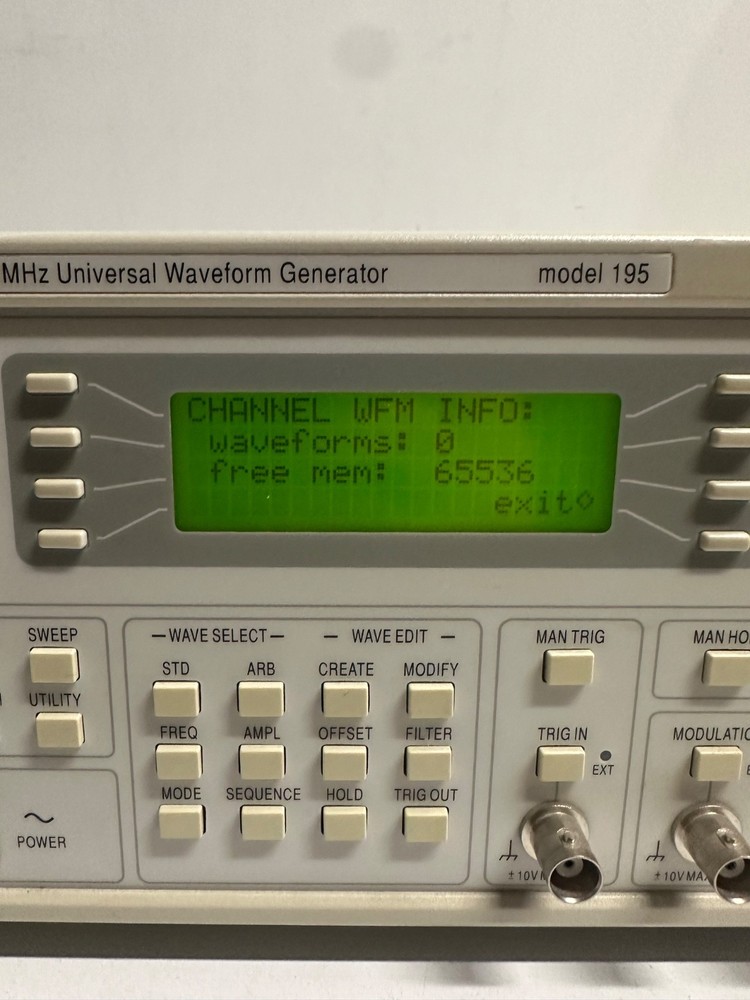 MHz Universal Waveform Generator model 195
CHANNEL WFM INFO:
waveforms: 0
free mem: 65536
exit◇
SWEEP
UTILITY
POWER
WAVE SELECT
WAVE EDIT
STD ARB CREATE MODIFY
FREQ AMPL OFFSET FILTER
MODE SEQUENCE HOLD TRIG OUT
MAN TRIG
TRIG IN
EXT
±10V
MAN HO
MODULATIO
±10V MAX